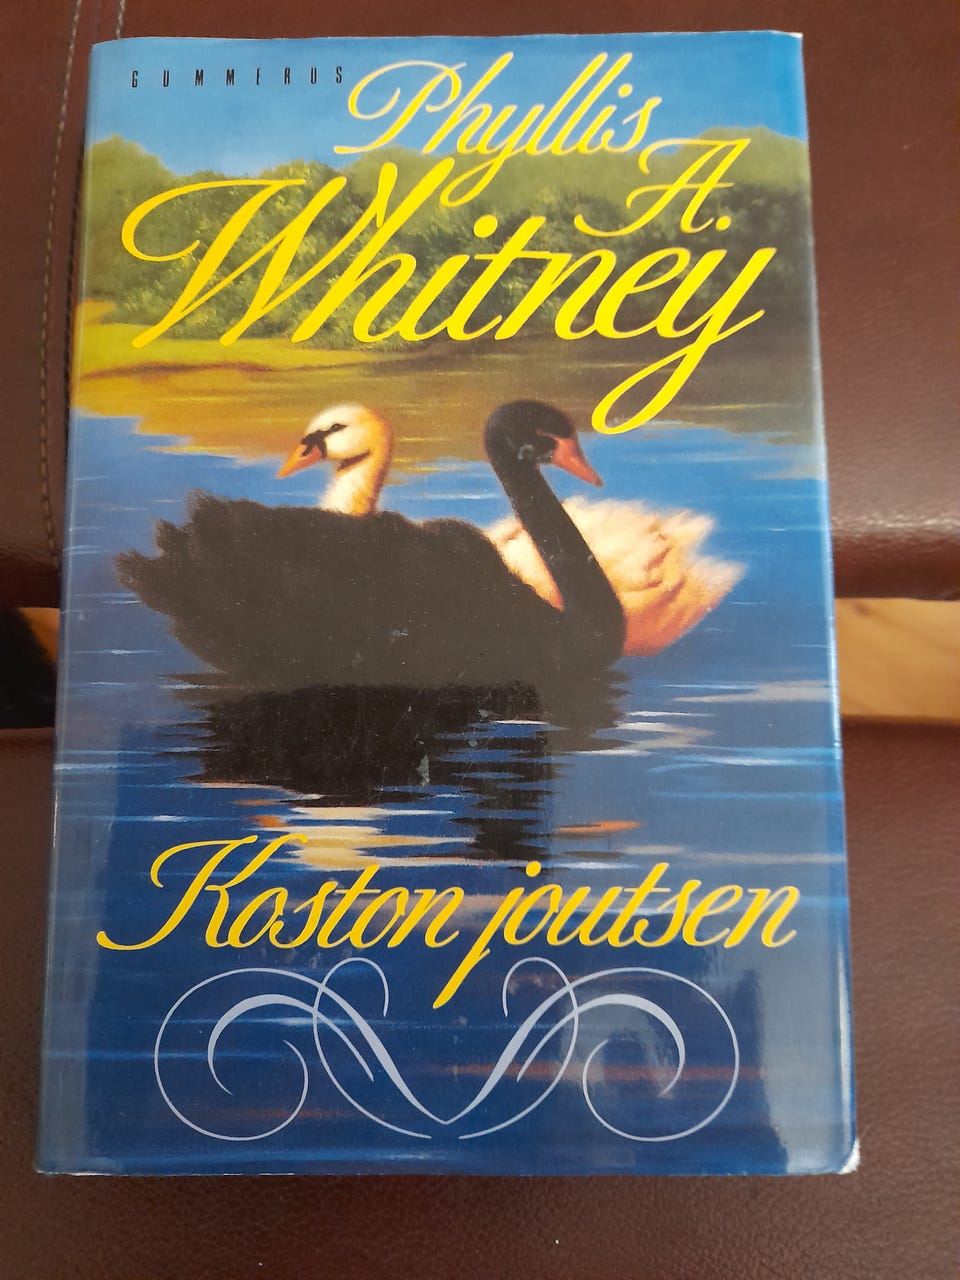 GUMMERUS
Phyllis
A.
Whitney
Koston joutsen